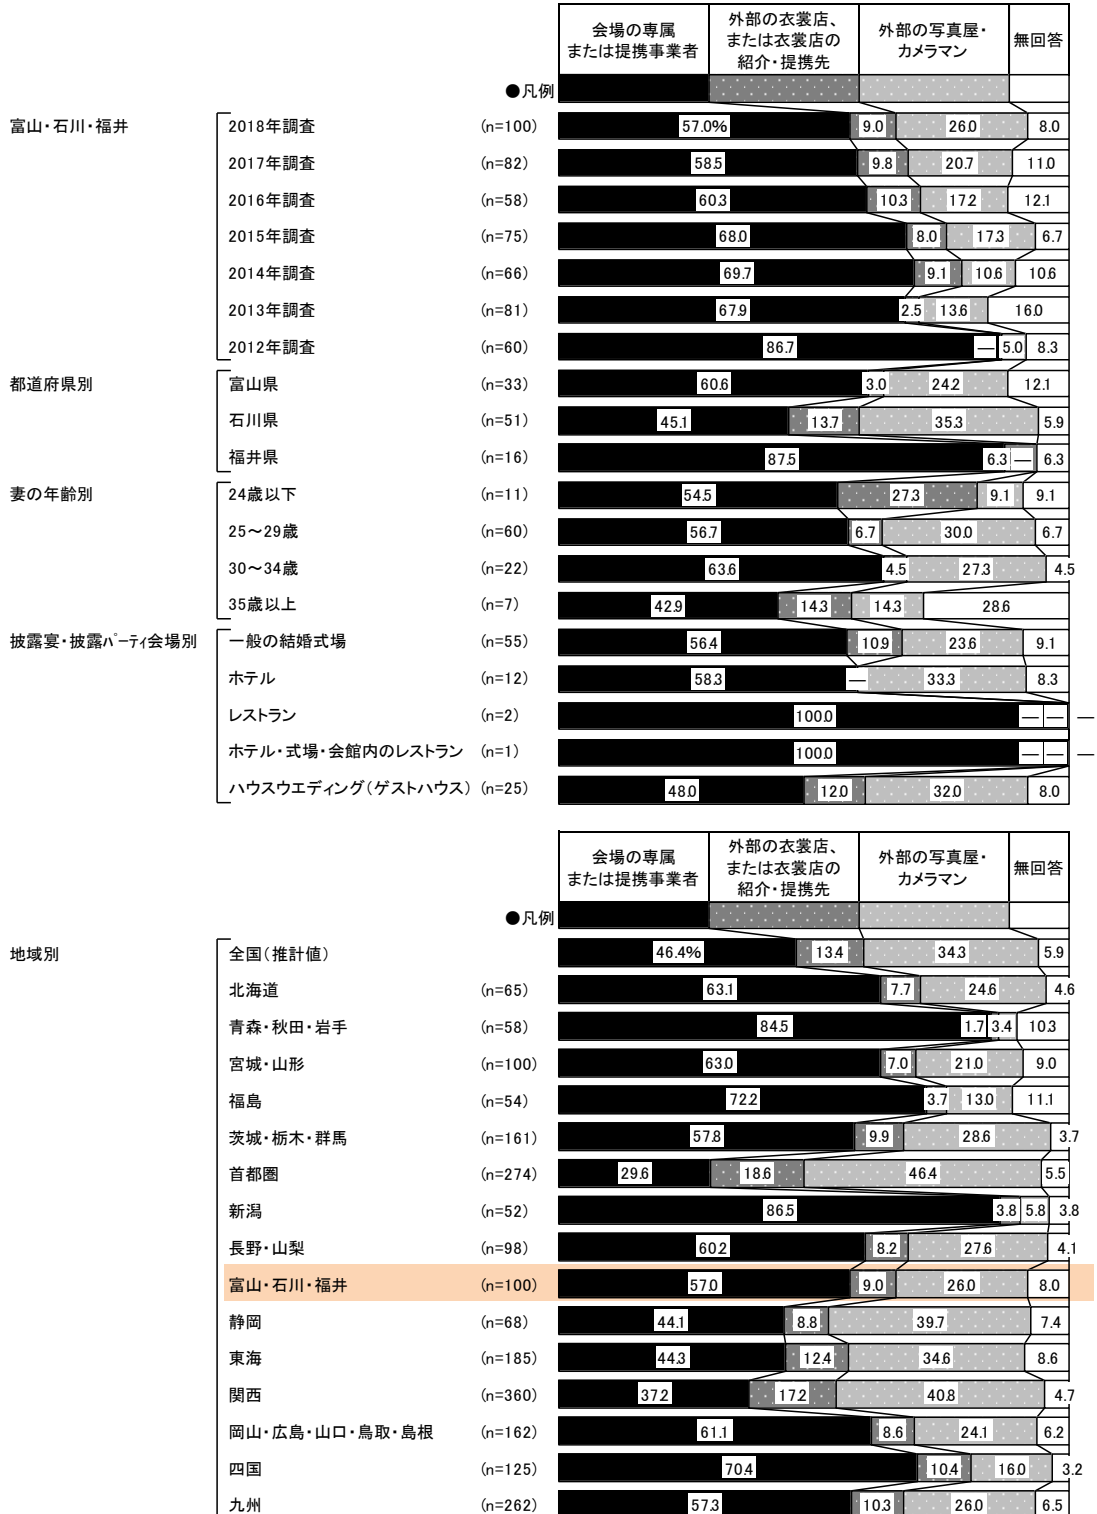 会場の専属
または提携事業者
外部の衣裳店、
または衣裳店の
紹介・提携先
外部の写真屋・
カメラマン
無回答
●凡例
富山・石川・福井 2018年調査 (n=100) 57.0% 9.0 26.0 8.0
2017年調査 (n=82) 58.5 9.8 20.7 11.0
2016年調査 (n=58) 60.3 10.3 17.2 12.1
2015年調査 (n=75) 68.0 8.0 17.3 6.7
2014年調査 (n=66) 69.7 9.1 10.6 10.6
2013年調査 (n=81) 67.9 2.5 13.6 16.0
2012年調査 (n=60) 86.7 — 5.0 8.3
都道府県別 富山県 (n=33) 60.6 3.0 24.2 12.1
石川県 (n=51) 45.1 13.7 35.3 5.9
福井県 (n=16) 87.5 6.3 — 6.3
妻の年齢別 24歳以下 (n=11) 54.5 27.3 9.1 9.1
25～29歳 (n=60) 56.7 6.7 30.0 6.7
30～34歳 (n=22) 63.6 4.5 27.3 4.5
35歳以上 (n=7) 42.9 14.3 14.3 28.6
披露宴・披露ﾊﾟｰﾃｨ会場別 一般の結婚式場 (n=55) 56.4 10.9 23.6 9.1
ホテル (n=12) 58.3 — 33.3 8.3
レストラン (n=2) 100.0 — — —
ホテル・式場・会館内のレストラン (n=1) 100.0 — — —
ハウスウエディング(ゲストハウス) (n=25) 48.0 12.0 32.0 8.0
会場の専属
または提携事業者
外部の衣裳店、
または衣裳店の
紹介・提携先
外部の写真屋・
カメラマン
無回答
●凡例
地域別 全国(推計値) 46.4% 13.4 34.3 5.9
北海道 (n=65) 63.1 7.7 24.6 4.6
青森・秋田・岩手 (n=58) 84.5 1.7 3.4 10.3
宮城・山形 (n=100) 63.0 7.0 21.0 9.0
福島 (n=54) 72.2 3.7 13.0 11.1
茨城・栃木・群馬 (n=161) 57.8 9.9 28.6 3.7
首都圏 (n=274) 29.6 18.6 46.4 5.5
新潟 (n=52) 86.5 3.8 5.8 3.8
長野・山梨 (n=98) 60.2 8.2 27.6 4.1
富山・石川・福井 (n=100) 57.0 9.0 26.0 8.0
静岡 (n=68) 44.1 8.8 39.7 7.4
東海 (n=185) 44.3 12.4 34.6 8.6
関西 (n=360) 37.2 17.2 40.8 4.7
岡山・広島・山口・鳥取・島根 (n=162) 61.1 8.6 24.1 6.2
四国 (n=125) 70.4 10.4 16.0 3.2
九州 (n=262) 57.3 10.3 26.0 6.5